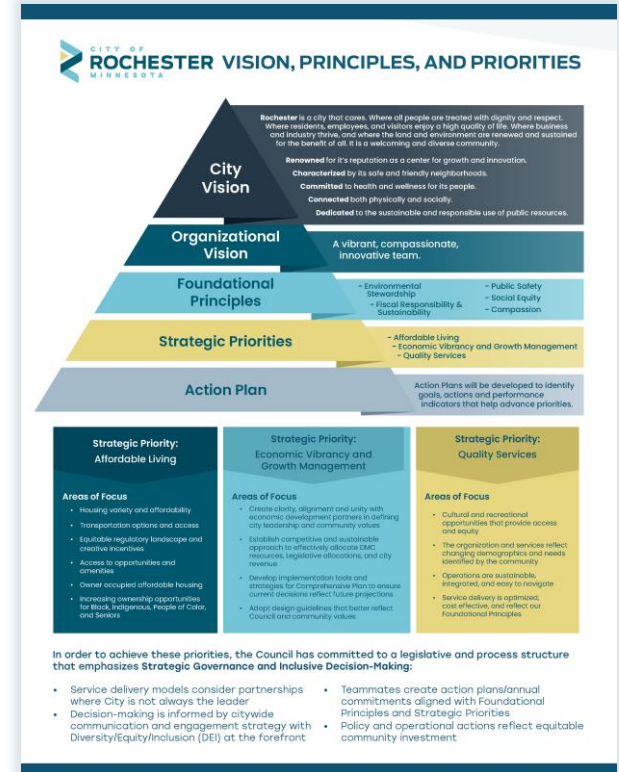 CITY OF
ROCHESTER
MINNESOTA
VISION, PRINCIPLES, AND PRIORITIES
City
Vision
Rochester is a city that cares. Where all people are treated with dignity and respect.
Where residents, employees, and visitors enjoy a high quality of life. Where business
and industry thrive, and where the land and environment are renewed and sustained
for the benefit of all. It is a welcoming and diverse community.
Renowned for it's reputation as a center for growth and innovation.
Characterized by its safe and friendly neighborhoods.
Committed to health and wellness for its people.
Connected both physically and socially.
Dedicated to the sustainable and responsible use of public resources.
Organizational
Vision
A vibrant, compassionate,
innovative team.
Foundational
Principles
- Environmental
Stewardship
- Fiscal Responsibility &
Sustainability
- Public Safety
- Social Equity
- Compassion
Strategic Priorities
- Affordable Living
- Economic Vibrancy and Growth Management
- Quality Services
Action Plan
Action Plans will be developed to identify
goals, actions and performance
indicators that help advance priorities.
Strategic Priority:
Affordable Living
Areas of Focus
• Housing variety and affordability
• Transportation options and access
• Equitable regulatory landscape and
creative incentives
• Access to opportunities and
amenities
• Owner occupied affordable housing
• Increasing ownership opportunities
for Black, Indigenous, People of Color,
and Seniors
Strategic Priority:
Economic Vibrancy and
Growth Management
Areas of Focus
• Create clarity, alignment and unity with
economic development partners in defining
city leadership and community values
• Establish competitive and sustainable
approach to effectively allocate DMC
resources, Legislative allocations, and city
revenue
• Develop implementation tools and
strategies for Comprehensive Plan to ensure
current decisions reflect future projections
• Adopt design guidelines that better reflect
Council and community values
Strategic Priority:
Quality Services
Areas of Focus
• Cultural and recreational
opportunities that provide access
and equity
• The organization and services reflect
changing demographics and needs
identified by the community
• Operations are sustainable,
integrated, and easy to navigate
• Service delivery is optimized,
cost effective, and reflect our
Foundational Principles
In order to achieve these priorities, the Council has committed to a legislative and process structure
that emphasizes Strategic Governance and Inclusive Decision-Making:
• Service delivery models consider partnerships
where City is not always the leader
• Decision-making is informed by citywide
communication and engagement strategy with
Diversity/Equity/Inclusion (DEI) at the forefront
• Teammates create action plans/annual
commitments aligned with Foundational
Principles and Strategic Priorities
• Policy and operational actions reflect equitable
community investment